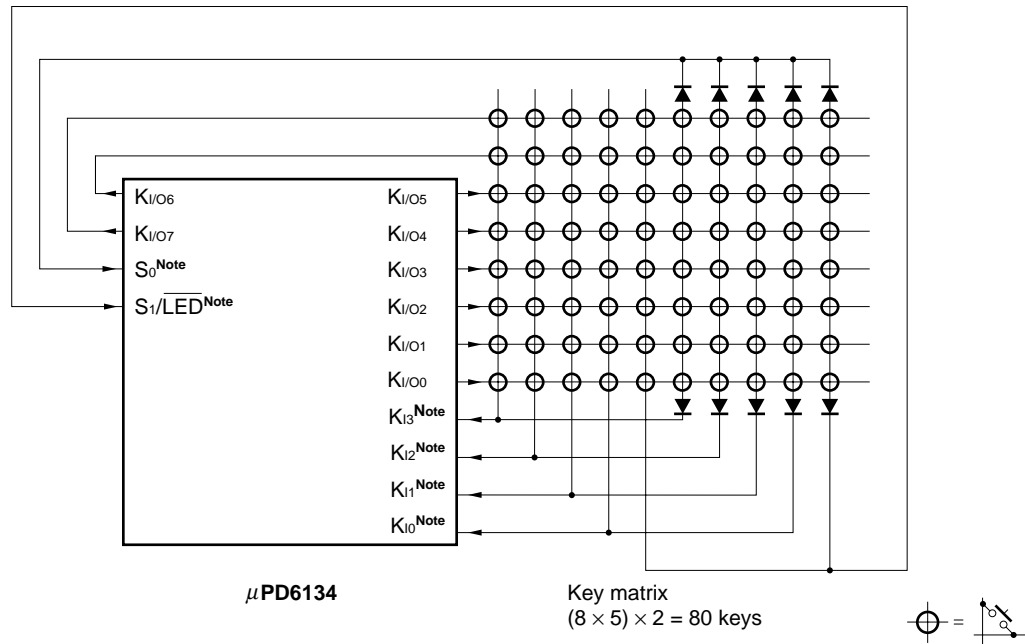 KI/O6 KI/O5
KI/O7 KI/O4
S0Note KI/O3
S1/LEDNote KI/O2
KI/O1
KI/O0
KI3Note
KI2Note
KI1Note
KI0Note
μPD6134
Key matrix
(8 × 5) × 2 = 80 keys
=